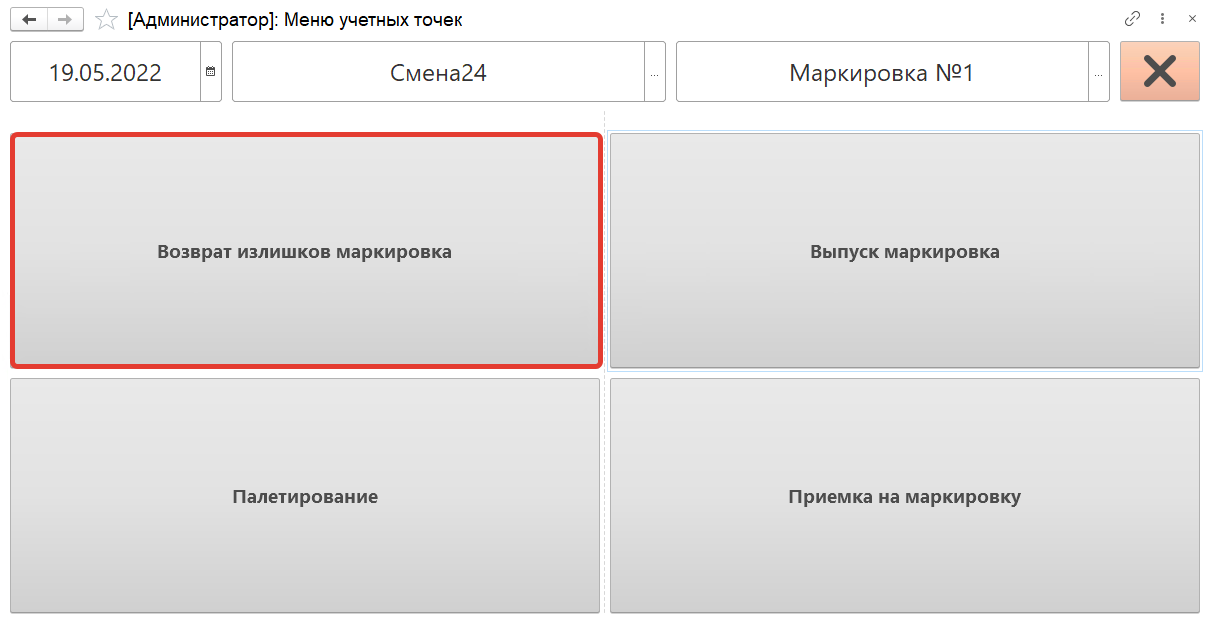 [Администратор]: Меню учетных точек
19.05.2022 Смена24 ... Маркировка №1 ...
Возврат излишков маркировка Выпуск маркировка
Палетирование Приемка на маркировку